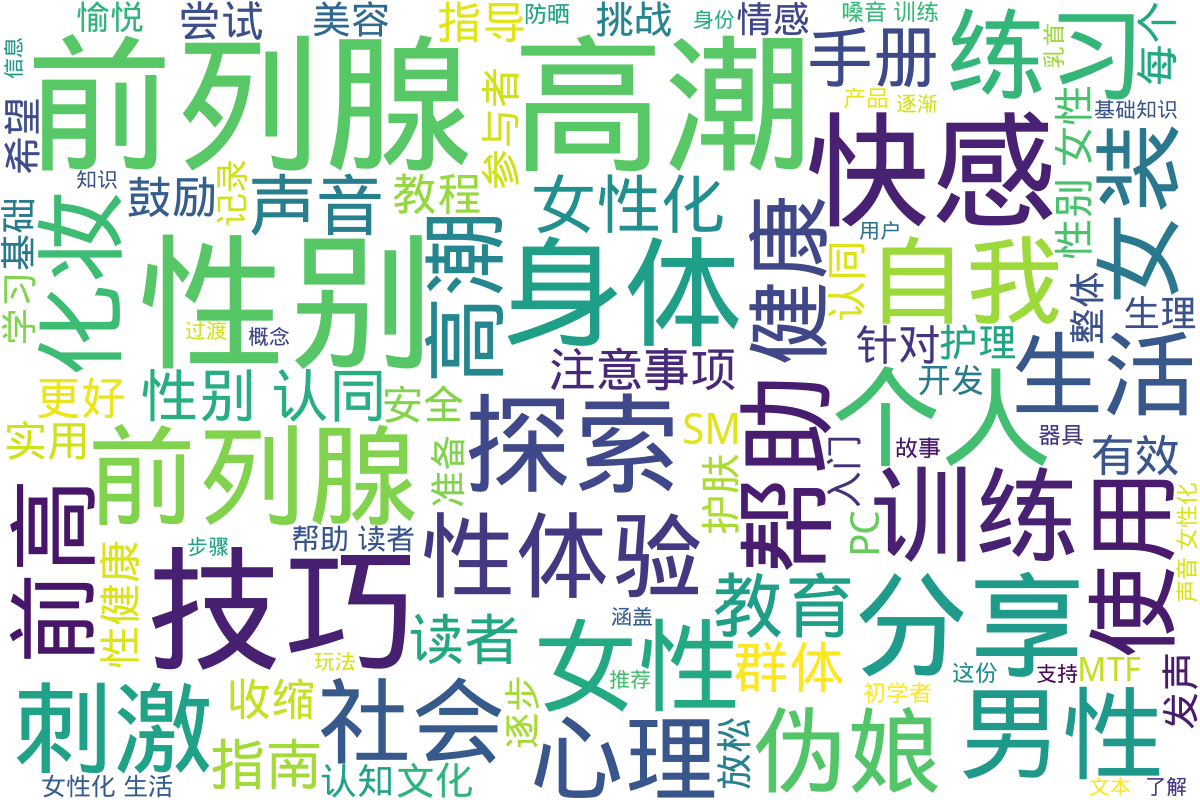 愉悦
尝试
美容
指导
防晒
挑战
身份
情感
嗓音 训练
练习
乳首
每个
信息
前列腺 高潮
手册
产品
逐渐
基础知识
希望
参与者
快感
女性
女装
知识
鼓励
记录
声音
教程
女性化
高潮
健康
用户
自我
性别
基础
化妆
性别
身体
认同
学习
过渡
概念
整体
生理
针对
护理
生活
注意事项
开发
个人
帮助
性别 认同
安全
更好
探索
SM
入门
故事
器具
有效
实用
前列腺
准备
护肤
训练
使用
前高
步骤
帮助 读者
性体验
PC
声音 女性化
性健康
技巧
教育
分享
涵盖
读者
女性
玩法
推荐
群体
这份
支持
MTF
发声
刺激
收缩
社会
逐步
初学者
男性
心理
放松
伪娘
指南
认知
文化
女性化 生活
文本
了解